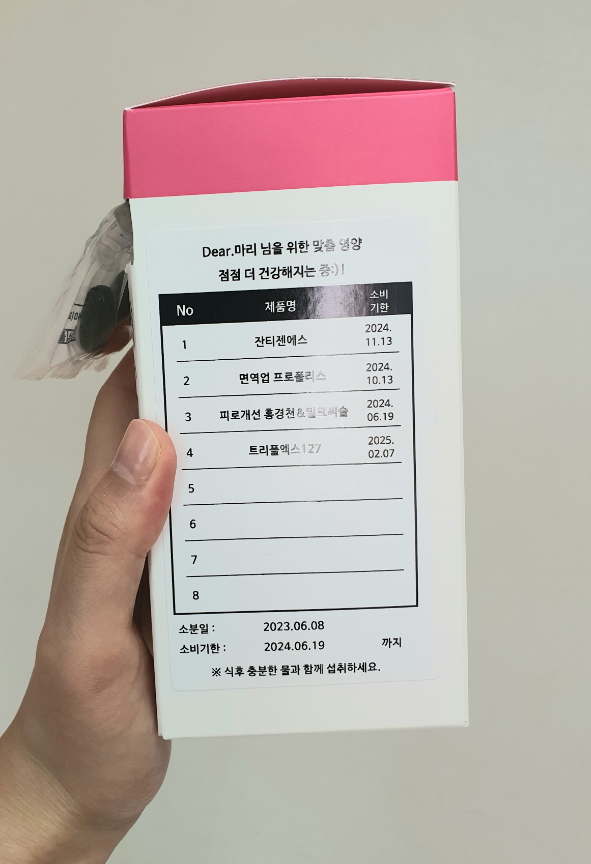 Dear.마리 님을 위한 맞춤 영양
점점 더 건강해지는 중:)!
No 제품명 소비
기한
1 잔티젠에스 2024.
11.13
2 면역업 프로폴리스 2024.
10.13
3 피로개선 홍경천&밀크씨슬 2024.
06.19
4 트리플엑스127 2025.
02.07
5
6
7
8
소분일 : 2023.06.08
소비기한 : 2024.06.19 까지
※ 식후 충분한 물과 함께 섭취하세요.